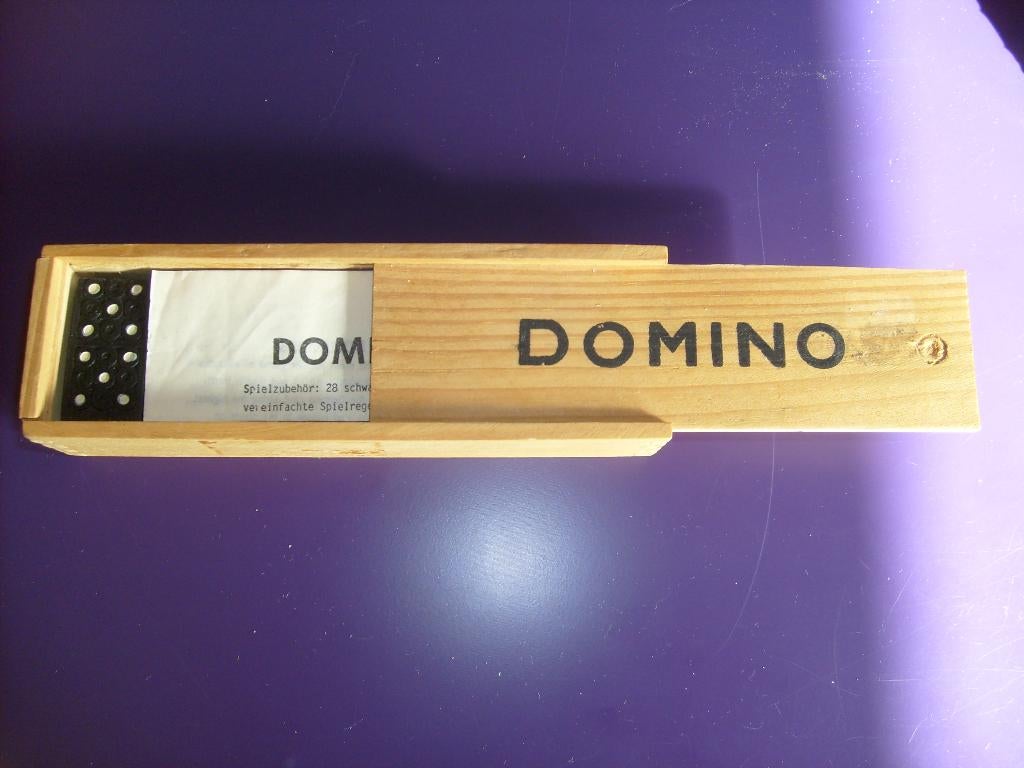 DOMINO
DOM
Spielzubehör: 28
vereinfachte